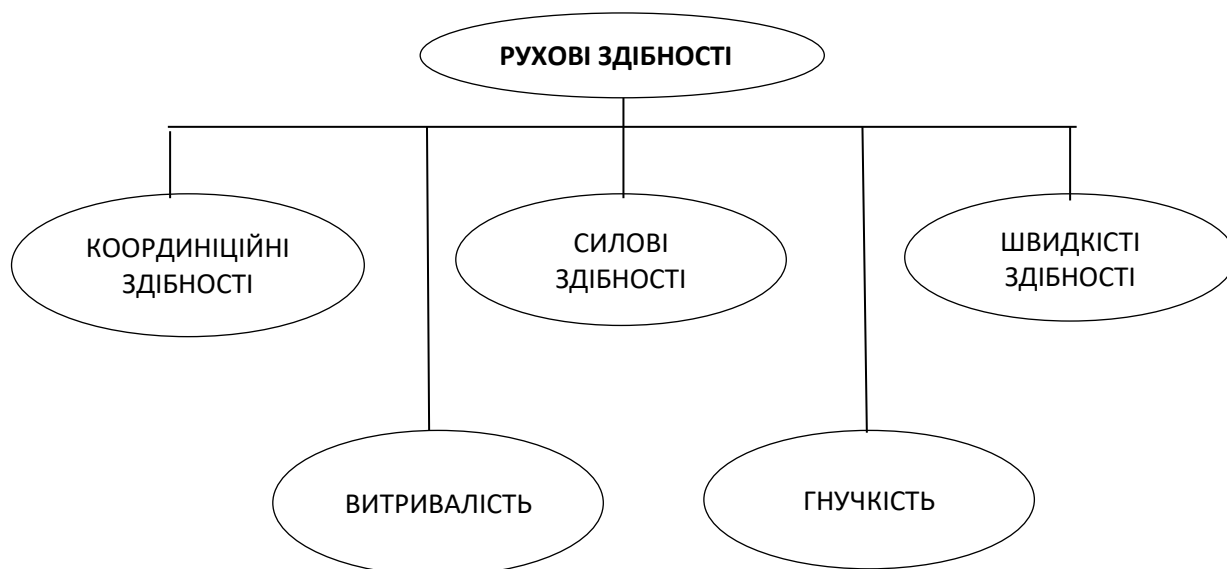 РУХОВІ ЗДІБНОСТІ
КООРДИНІЦІЙНІ
ЗДІБНОСТІ
СИЛОВІ
ЗДІБНОСТІ
ШВИДКІСТІ
ЗДІБНОСТІ
ВИТРИВАЛІСТЬ
ГНУЧКІСТЬ